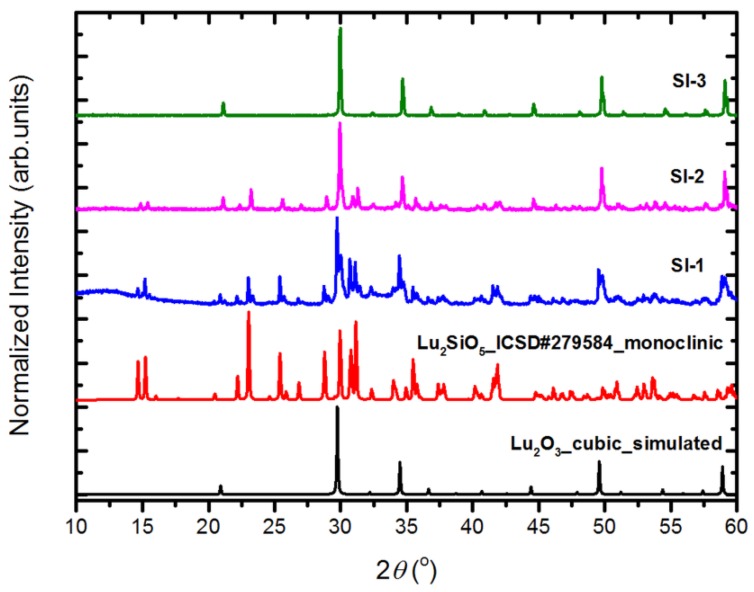 Normalized Intensity (arb.units)
SI-3
SI-2
SI-1
Lu₂SiO₅_ICSD#279584_monoclinic
Lu₂O₃_cubic_simulated
10 15 20 25 30 35 40 45 50 55 60
2θ (°)